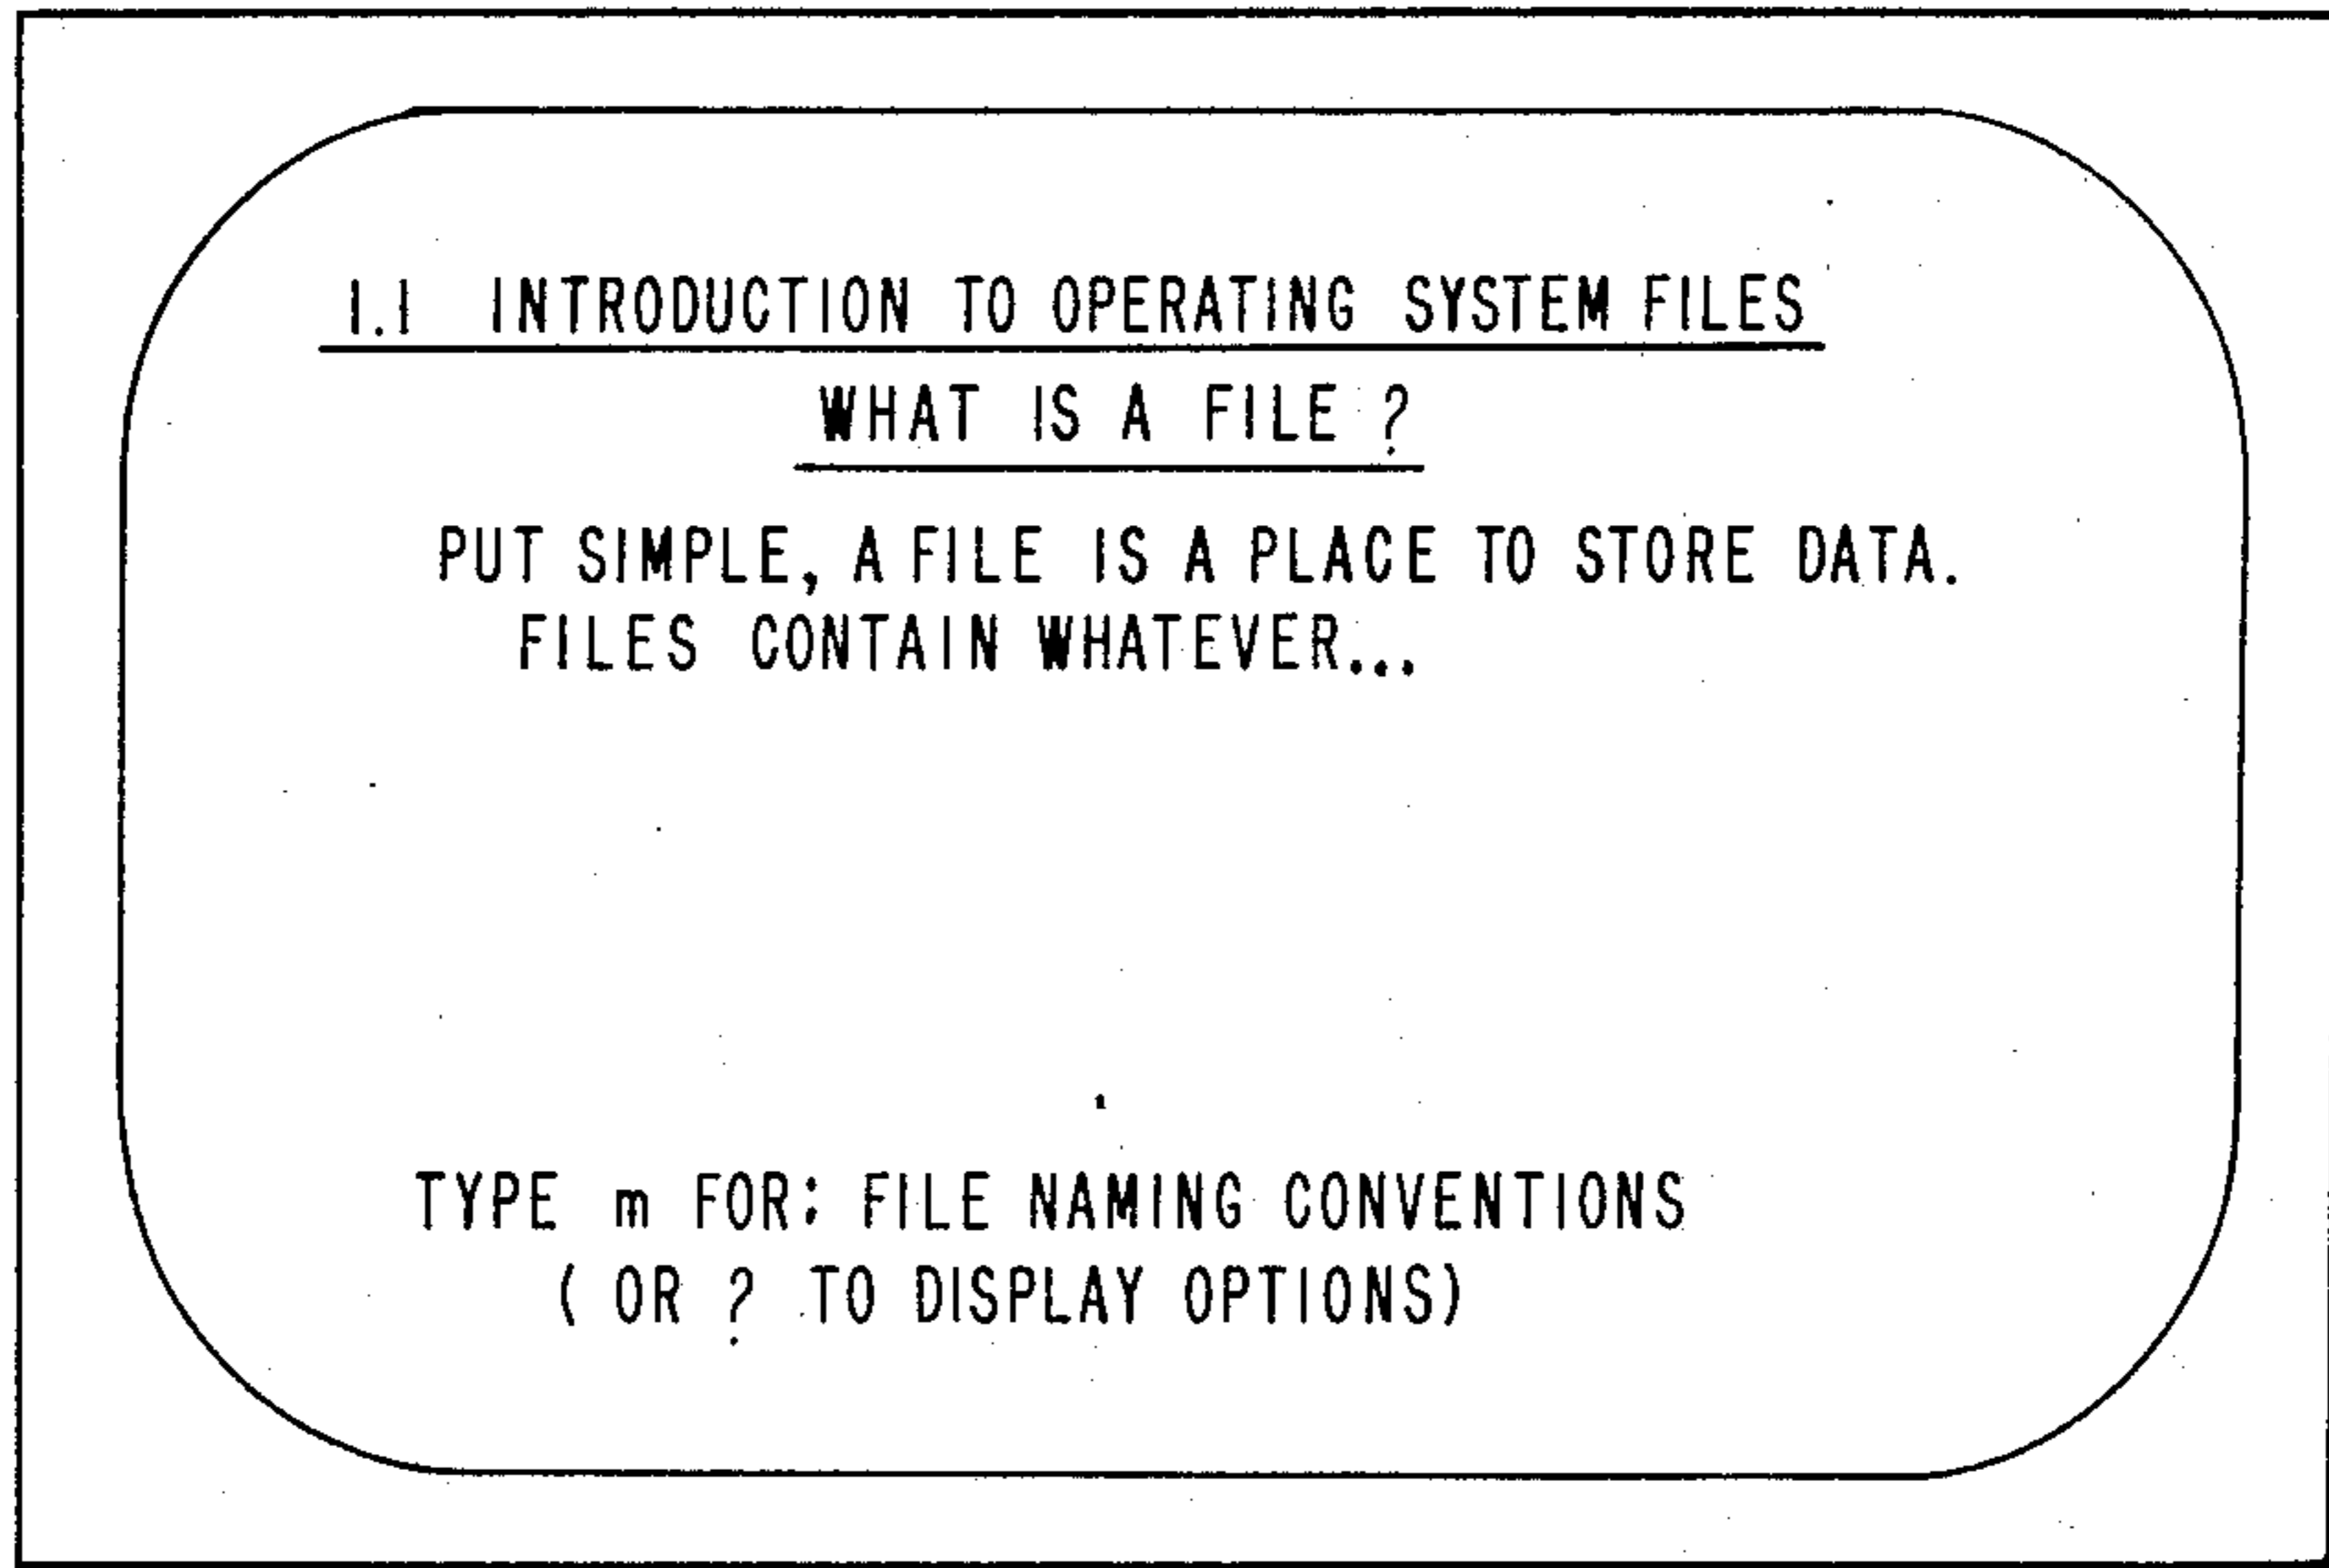 1.1 INTRODUCTION TO OPERATING SYSTEM FILES
WHAT IS A FILE ?
PUT SIMPLE, A FILE IS A PLACE TO STORE DATA.
FILES CONTAIN WHATEVER...
TYPE m FOR: FILE NAMING CONVENTIONS
( OR ? TO DISPLAY OPTIONS)